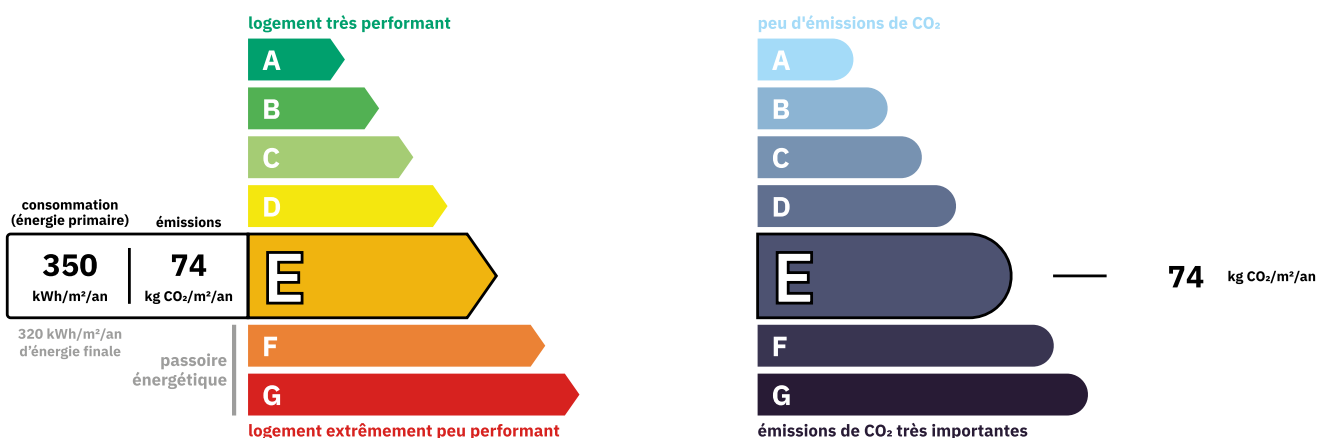 logement très performant
A
B
C
D
consommation
(énergie primaire)
émissions
350
kWh/m²/an
74
kg CO₂/m²/an
E
320 kWh/m²/an
d'énergie finale
passoire
énergétique
F
G
logement extrêmement peu performant
peu d'émissions de CO₂
A
B
C
D
E
74 kg CO₂/m²/an
F
G
émissions de CO₂ très importantes